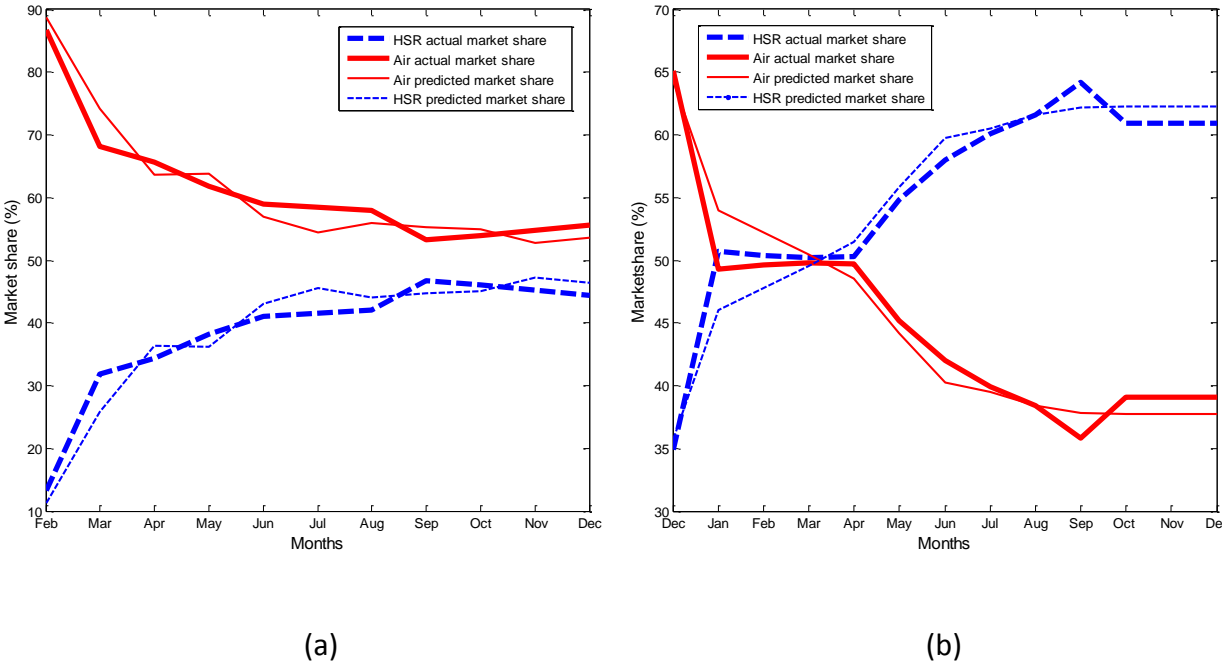 90
80
70
60
50
40
30
20
10
Market share (%)
HSR actual market share
Air actual market share
Air predicted market share
HSR predicted market share
Feb Mar Apr May Jun Jul Aug Sep Oct Nov Dec
Months
(a)
70
65
60
55
50
45
40
35
30
Marketshare (%)
HSR actual market share
Air actual market share
Air predicted market share
HSR predicted market share
Dec Jan Feb Mar Apr May Jun Jul Aug Sep Oct Nov De
Months
(b)